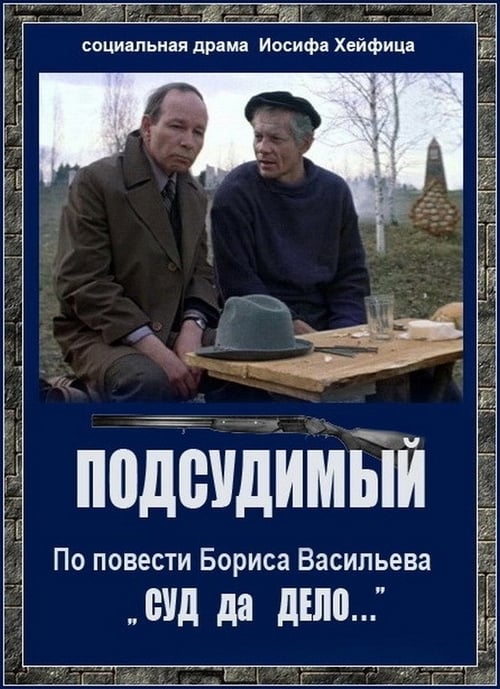 социальная драма Иосифа Хейфица
ПОДСУДИМЫЙ
По повести Бориса Васильева
„ СУД да ДЕЛО...”